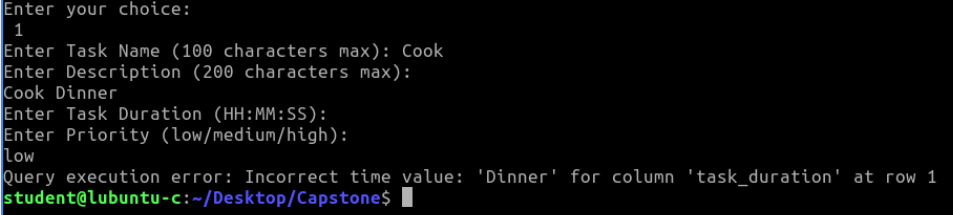 Enter your choice:
1
Enter Task Name (100 characters max): Cook
Enter Description (200 characters max):
Cook Dinner
Enter Task Duration (HH:MM:SS):
Enter Priority (low/medium/high):
low
Query execution error: Incorrect time value: 'Dinner' for column 'task_duration' at row 1
student@lubuntu-c:~/Desktop/Capstone$